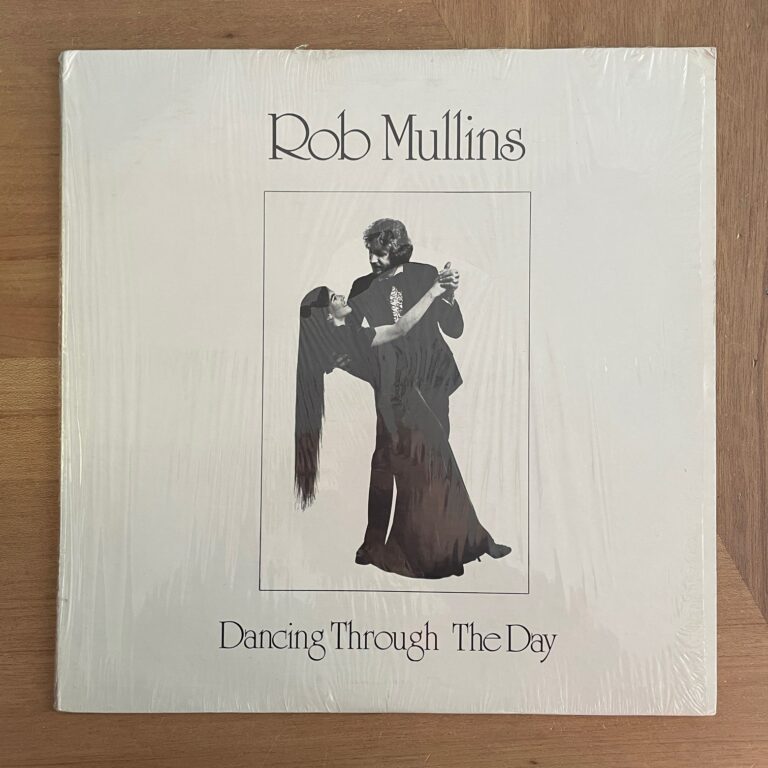 Rob Mullins
Dancing Through The Day